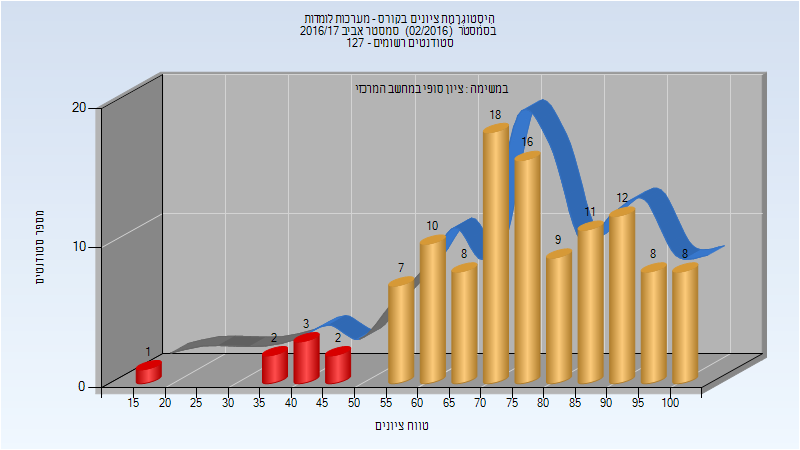 היסטוגרמת ציונים בקורס - מערכות לומדות
בסמסטר (02/2016) סמסטר אביב 2016/17
סטודנטים רשומים - 127
במשימה : ציון סופי במחשב המרכזי
מספר סטודנטים
20
10
0
1
2
3
2
7
10
8
18
16
9
11
12
8
8
15 20 25 30 35 40 45 50 55 60 65 70 75 80 85 90 95 100
טווח ציונים